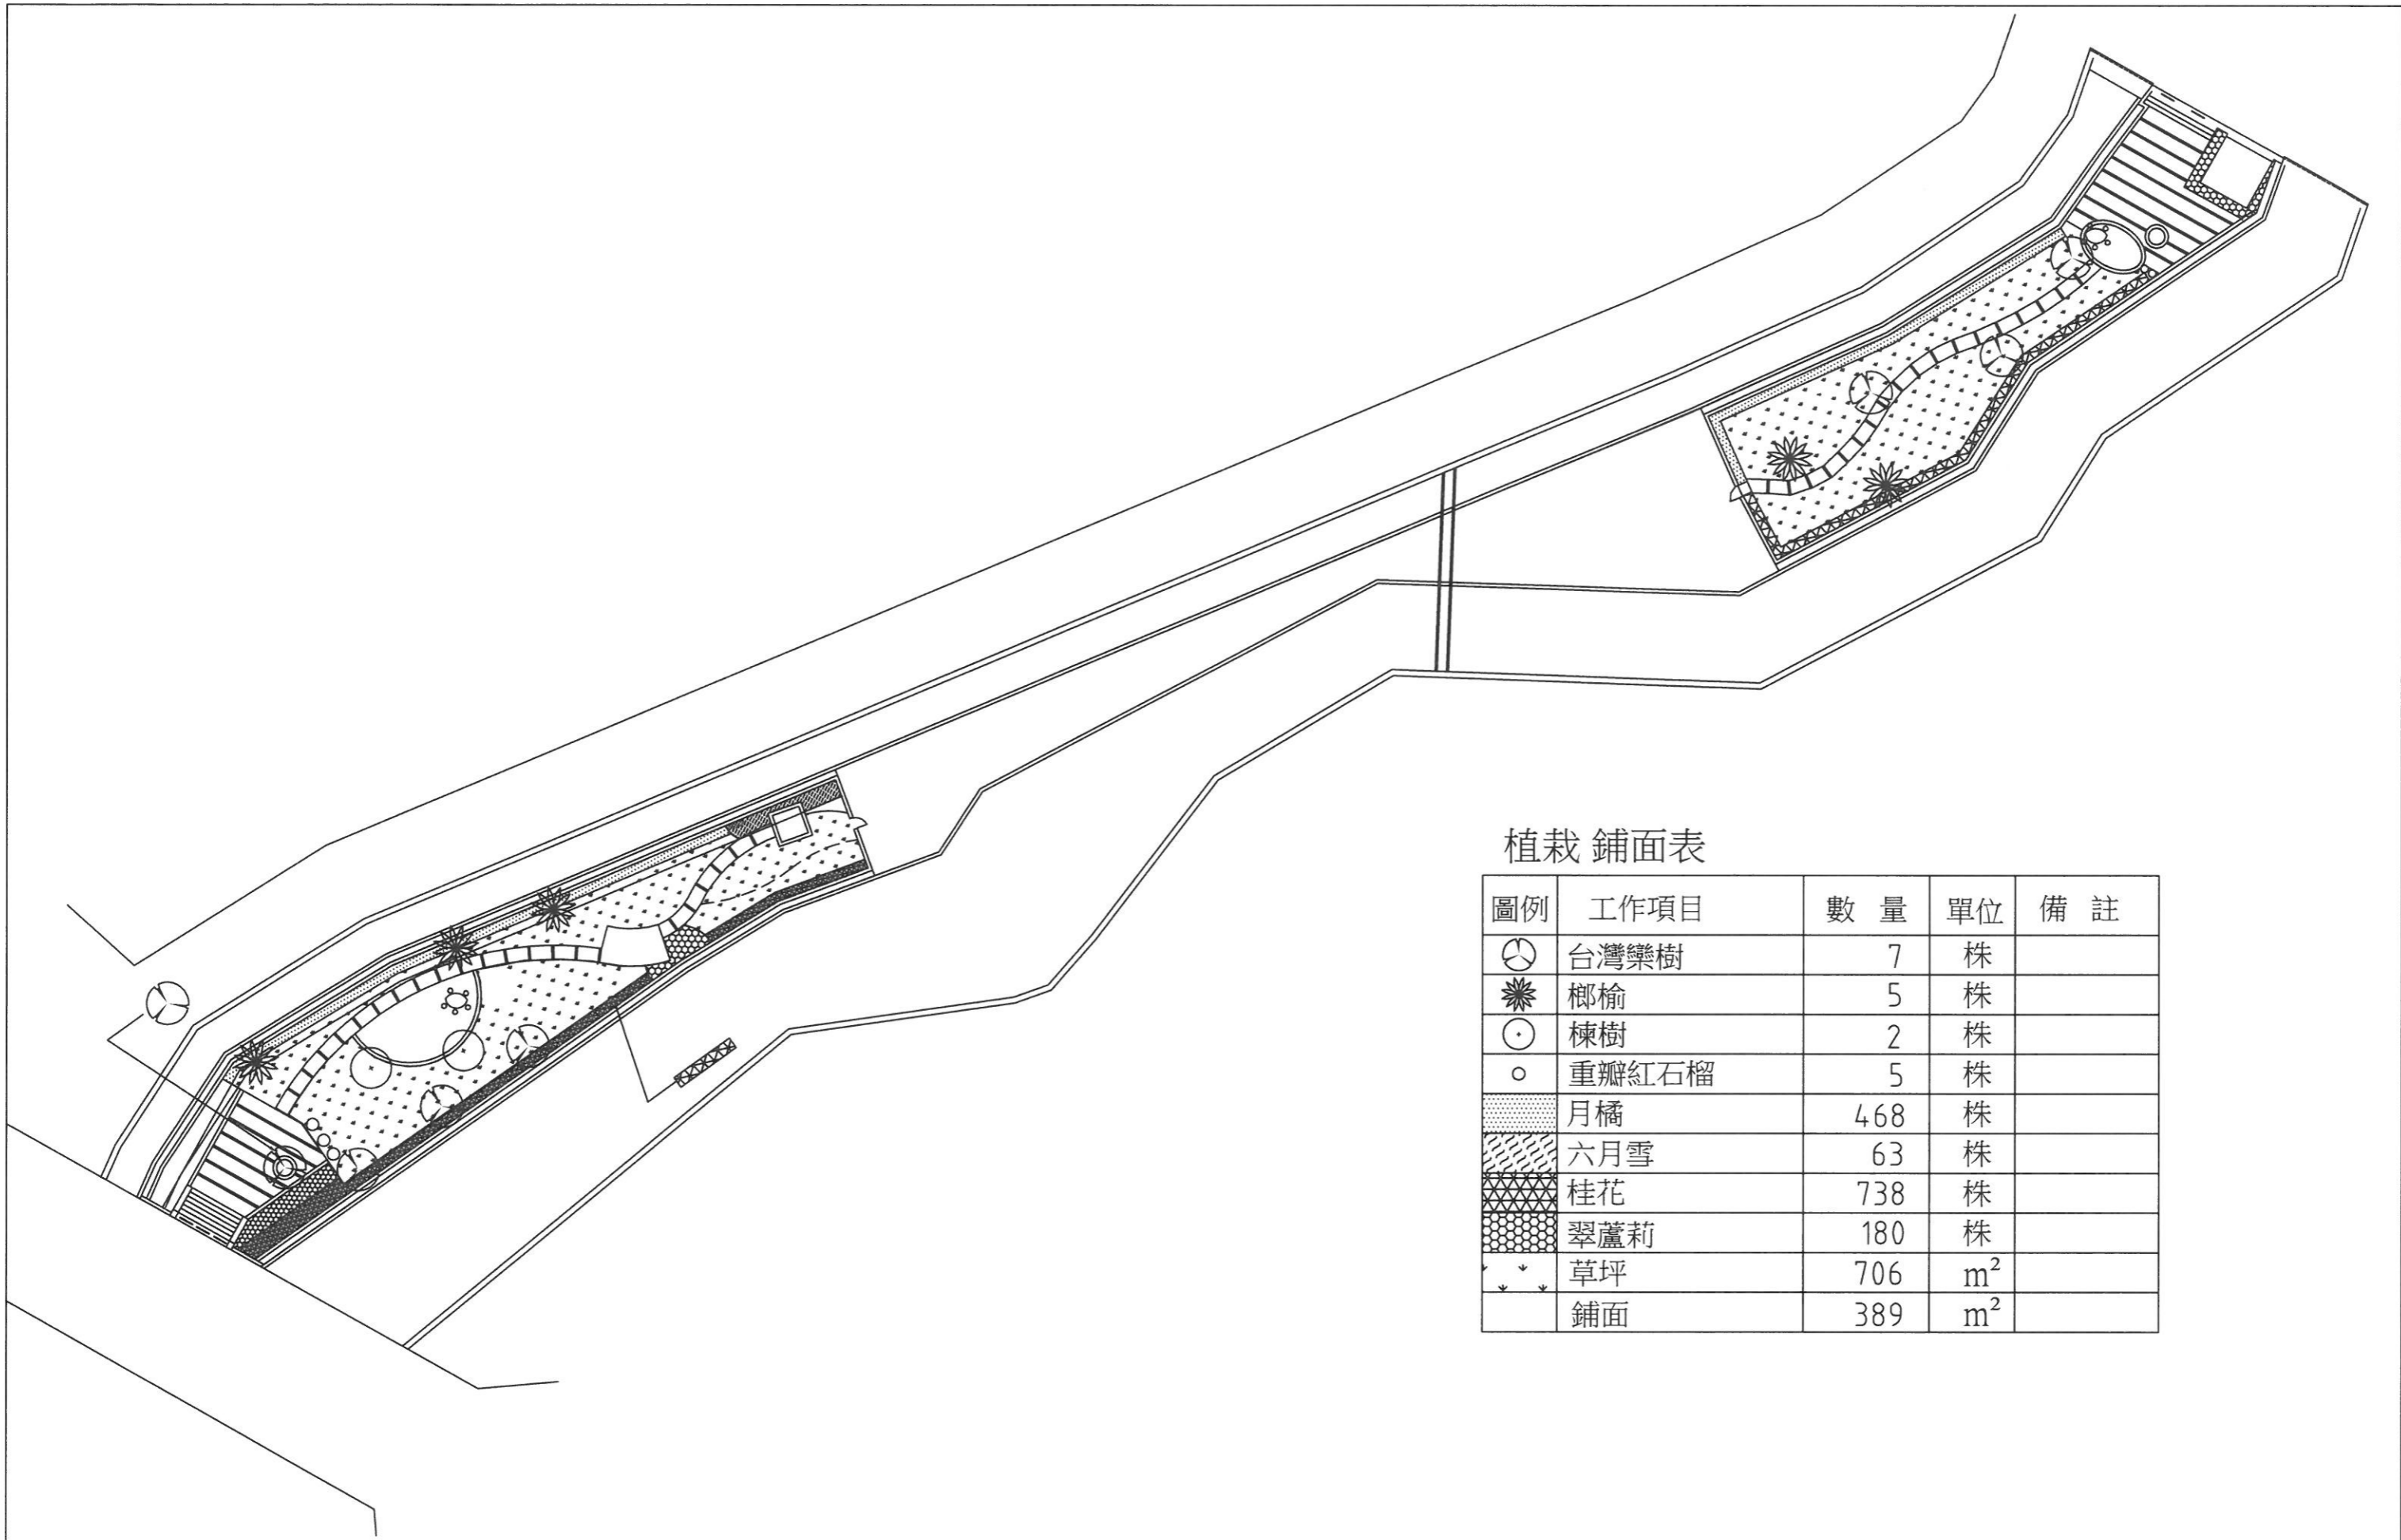 植栽 鋪面表
圖例 工作項目 數 量 單位 備 註
台灣欒樹 7 株
榔榆 5 株
楝樹 2 株
重瓣紅石榴 5 株
月橘 468 株
六月雪 63 株
桂花 738 株
翠蘆莉 180 株
草坪 706 m²
鋪面 389 m²